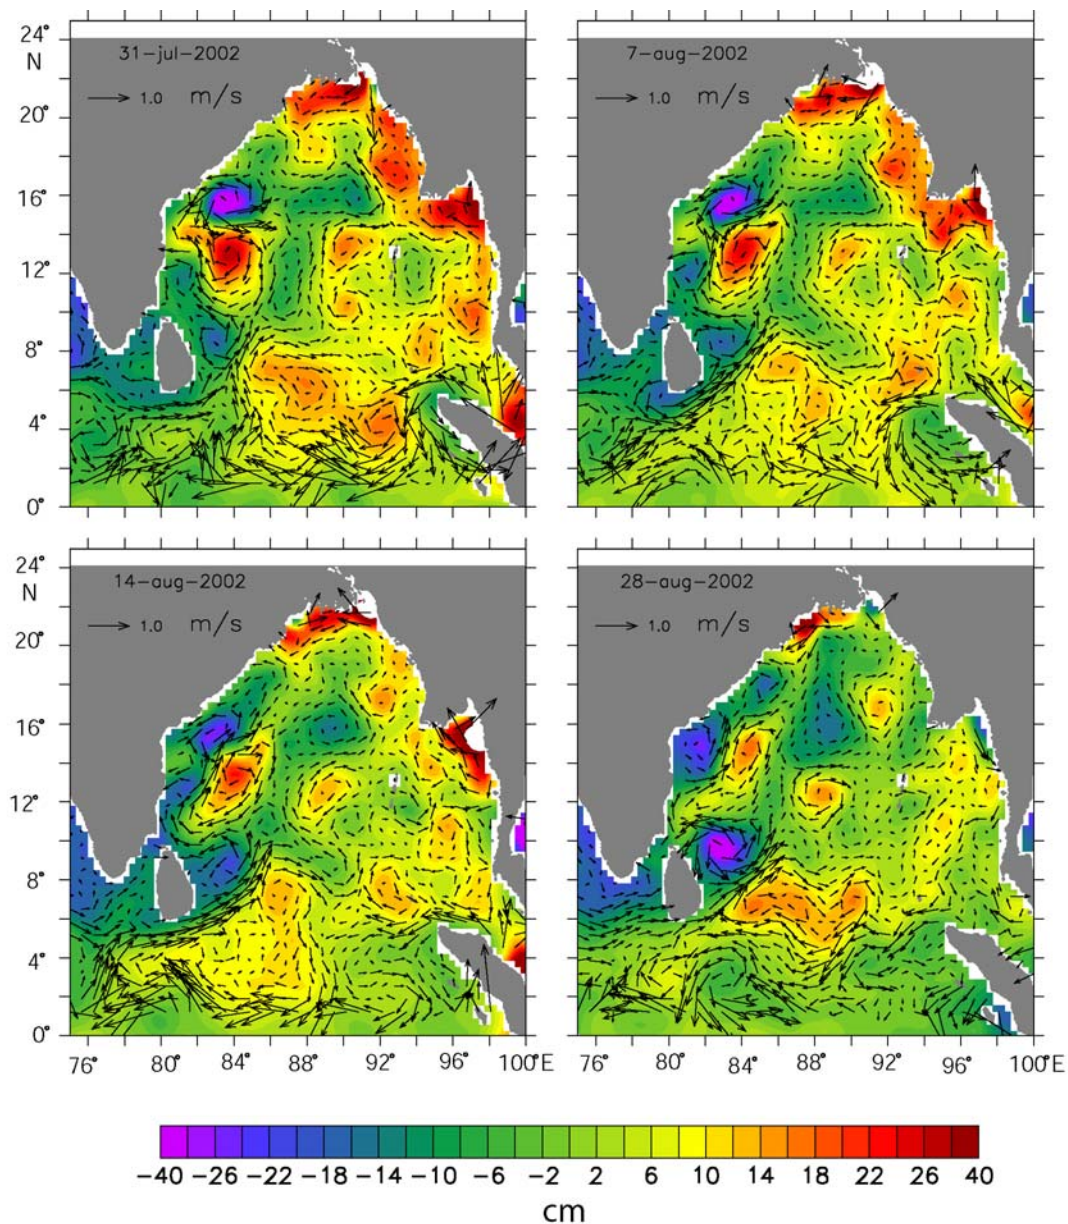 24° N 31-jul-2002
→ 1.0 m/s
20°
16°
12°
8°
4°
0°
7-aug-2002
→ 1.0 m/s
24° N 14-aug-2002
→ 1.0 m/s
20°
16°
12°
8°
4°
0°
76° 80° 84° 88° 92° 96° 100°E
28-aug-2002
→ 1.0 m/s
76° 80° 84° 88° 92° 96° 100°E
-40 -26 -22 -18 -14 -10 -6 -2 2 6 10 14 18 22 26 40
cm